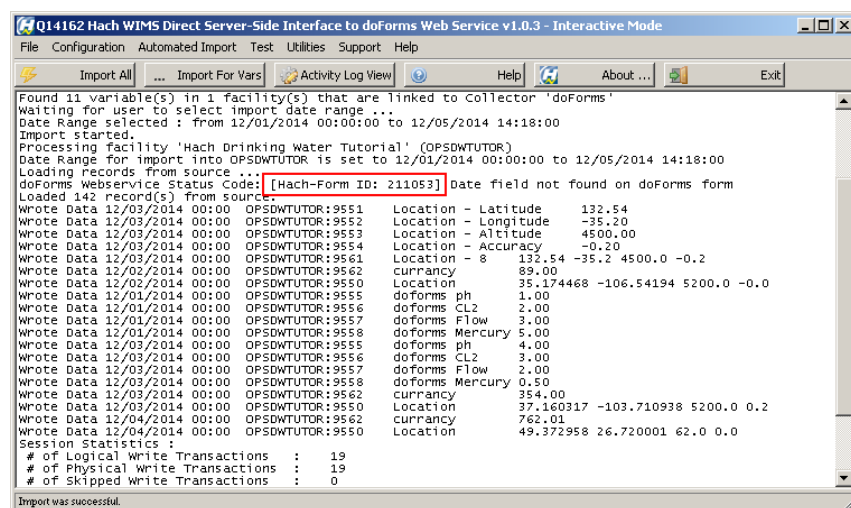 Q14162 Hach WIMS Direct Server-Side Interface to doForms Web Service v1.0.3 - Interactive Mode
File Configuration Automated Import Test Utilities Support Help
Import All ... Import For Vars Activity Log View Help About ... Exit
Found 11 variable(s) in 1 facility(s) that are linked to Collector 'doForms'
Waiting for user to select import date range ...
Date Range selected : from 12/01/2014 00:00:00 to 12/05/2014 14:18:00
Import started.
Processing facility 'Hach Drinking Water Tutorial' (OPSDWTUTOR)
Date Range for import into OPSDWTUTOR is set to 12/01/2014 00:00:00 to 12/05/2014 14:18:00
Loading records from source ...
doForms Webservice Status Code: [Hach-Form ID: 211053] Date field not found on doForms form
Loaded 142 record(s) from source.
Wrote Data 12/03/2014 00:00 OPSDWTUTOR:9551 Location - Latitude 132.54
Wrote Data 12/03/2014 00:00 OPSDWTUTOR:9552 Location - Longitude -35.20
Wrote Data 12/03/2014 00:00 OPSDWTUTOR:9553 Location - Altitude 4500.00
Wrote Data 12/03/2014 00:00 OPSDWTUTOR:9554 Location - Accuracy -0.20
Wrote Data 12/03/2014 00:00 OPSDWTUTOR:9561 Location - 8 132.54 -35.2 4500.0 -0.2
Wrote Data 12/02/2014 00:00 OPSDWTUTOR:9562 currancy 89.00
Wrote Data 12/02/2014 00:00 OPSDWTUTOR:9550 Location 35.174468 -106.54194 5200.0 -0.0
Wrote Data 12/01/2014 00:00 OPSDWTUTOR:9555 doforms ph 1.00
Wrote Data 12/01/2014 00:00 OPSDWTUTOR:9556 doforms CL2 2.00
Wrote Data 12/01/2014 00:00 OPSDWTUTOR:9557 doforms Flow 3.00
Wrote Data 12/01/2014 00:00 OPSDWTUTOR:9558 doforms Mercury 5.00
Wrote Data 12/03/2014 00:00 OPSDWTUTOR:9555 doforms ph 4.00
Wrote Data 12/03/2014 00:00 OPSDWTUTOR:9556 doforms CL2 3.00
Wrote Data 12/03/2014 00:00 OPSDWTUTOR:9557 doforms Flow 2.00
Wrote Data 12/03/2014 00:00 OPSDWTUTOR:9558 doforms Mercury 0.50
Wrote Data 12/03/2014 00:00 OPSDWTUTOR:9562 currancy 354.00
Wrote Data 12/03/2014 00:00 OPSDWTUTOR:9550 Location 37.160317 -103.710938 5200.0 0.2
Wrote Data 12/04/2014 00:00 OPSDWTUTOR:9562 currancy 762.01
Wrote Data 12/04/2014 00:00 OPSDWTUTOR:9550 Location 49.372958 26.720001 62.0 0.0
Session Statistics :
# of Logical Write Transactions : 19
# of Physical Write Transactions : 19
# of Skipped Write Transactions : 0
Import was successful.